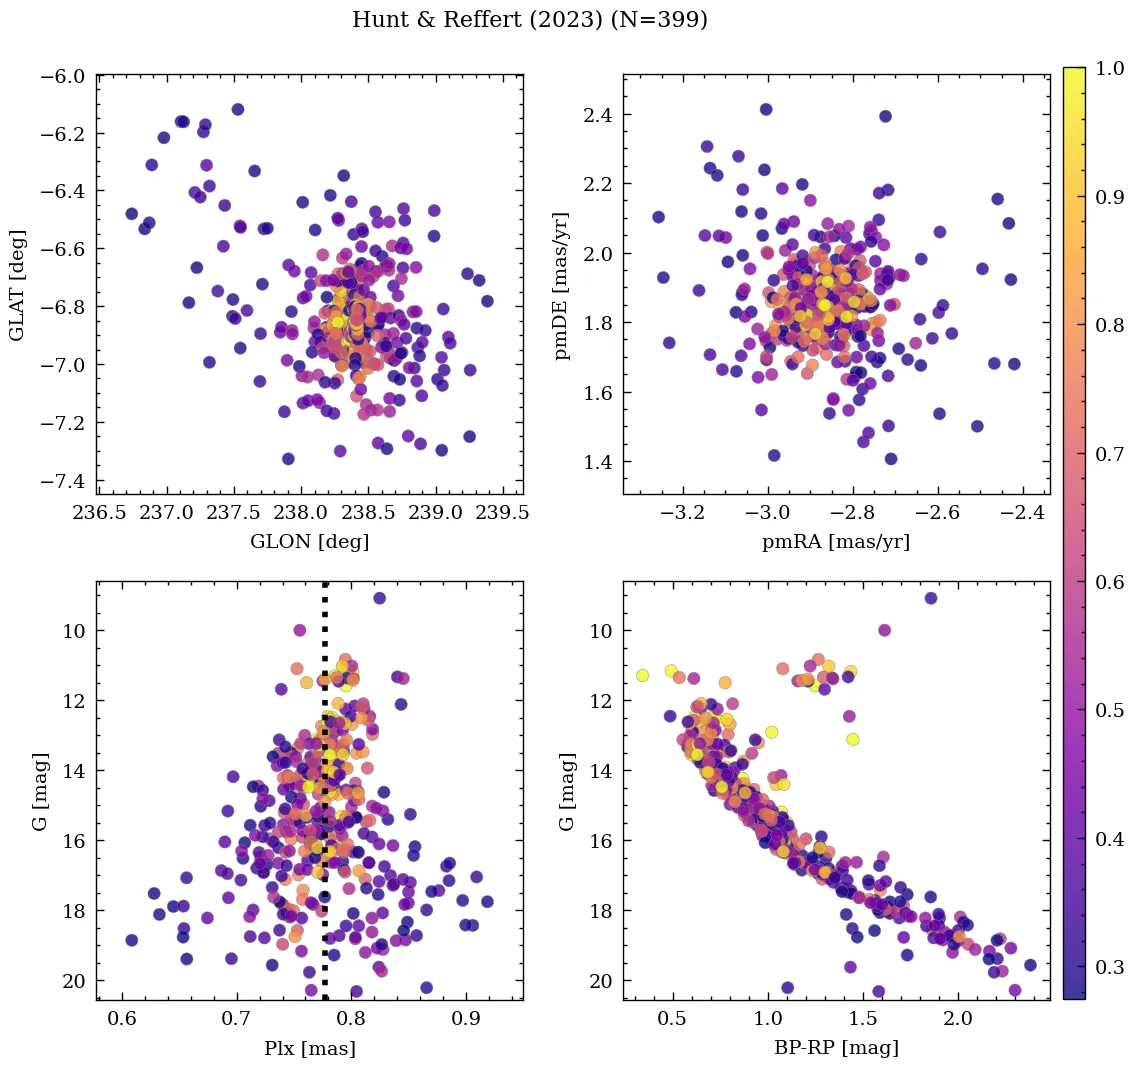 Hunt & Reffert (2023) (N=399)
−6.0
−6.2
−6.4
−6.6
−6.8
−7.0
−7.2
−7.4
GLAT [deg]
236.5 237.0 237.5 238.0 238.5 239.0 239.5
GLON [deg]
2.4
2.2
2.0
1.8
1.6
1.4
pmDE [mas/yr]
−3.2 −3.0 −2.8 −2.6 −2.4
pmRA [mas/yr]
10
12
14
16
18
20
G [mag]
0.6 0.7 0.8 0.9
Plx [mas]
10
12
14
16
18
20
G [mag]
0.5 1.0 1.5 2.0
BP-RP [mag]
1.0
0.9
0.8
0.7
0.6
0.5
0.4
0.3